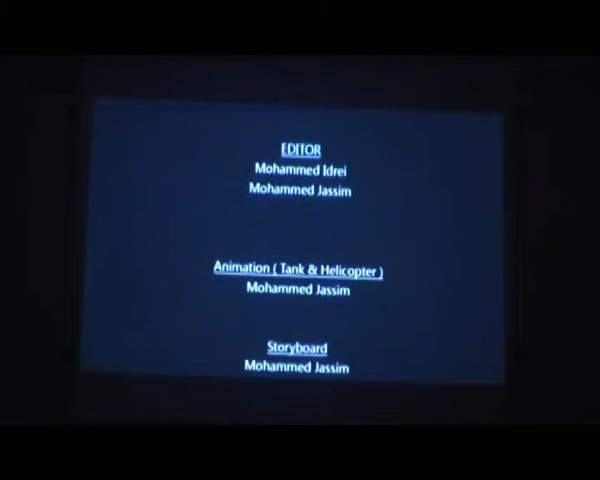 EDITOR
Mohammed Idrei
Mohammed Jassim
Animation ( Tank & Helicopter )
Mohammed Jassim
Storyboard
Mohammed Jassim